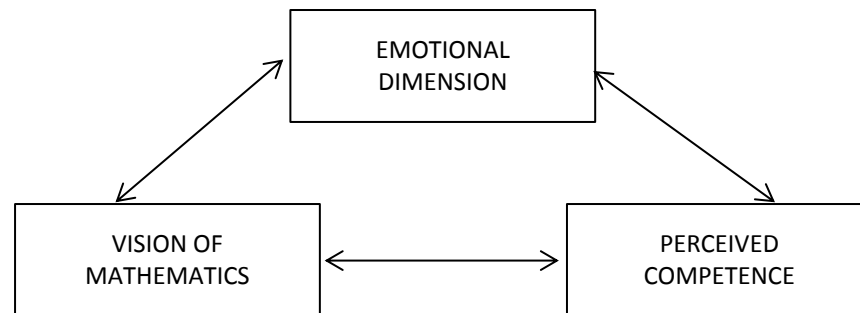 EMOTIONAL
DIMENSION
VISION OF
MATHEMATICS
PERCEIVED
COMPETENCE